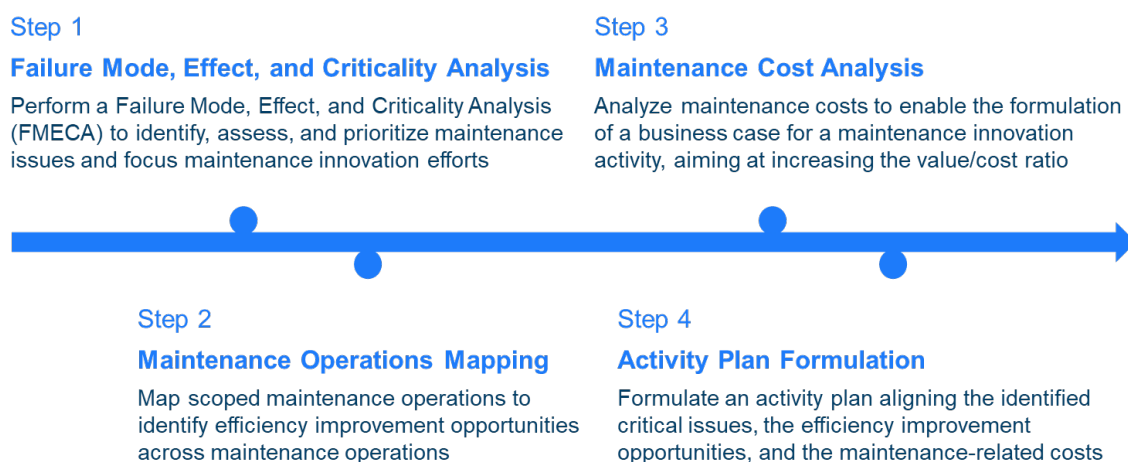 Step 1
Failure Mode, Effect, and Criticality Analysis
Perform a Failure Mode, Effect, and Criticality Analysis
(FMECA) to identify, assess, and prioritize maintenance
issues and focus maintenance innovation efforts
Step 3
Maintenance Cost Analysis
Analyze maintenance costs to enable the formulation
of a business case for a maintenance innovation
activity, aiming at increasing the value/cost ratio
Step 2
Maintenance Operations Mapping
Map scoped maintenance operations to
identify efficiency improvement opportunities
across maintenance operations
Step 4
Activity Plan Formulation
Formulate an activity plan aligning the identified
critical issues, the efficiency improvement
opportunities, and the maintenance-related costs